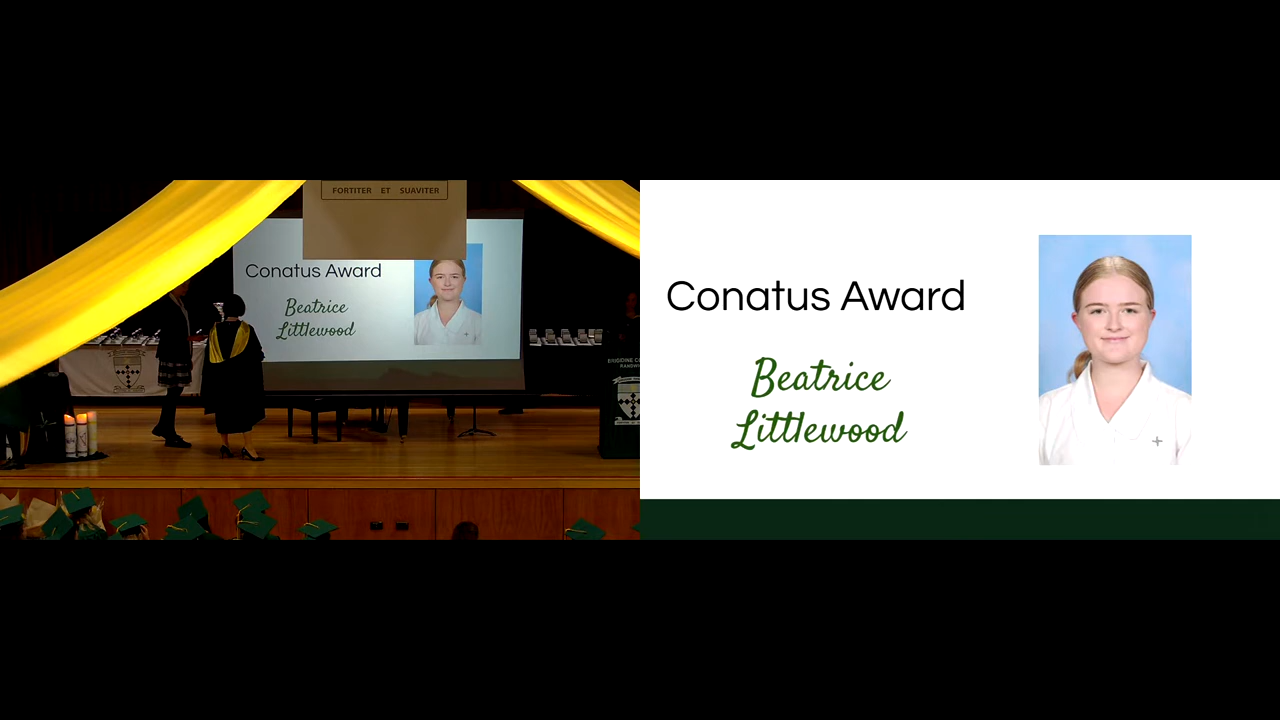 FORTITER ET SUAVITER
Conatus Award
Beatrice
Littlewood
Conatus Award
Beatrice
Littlewood